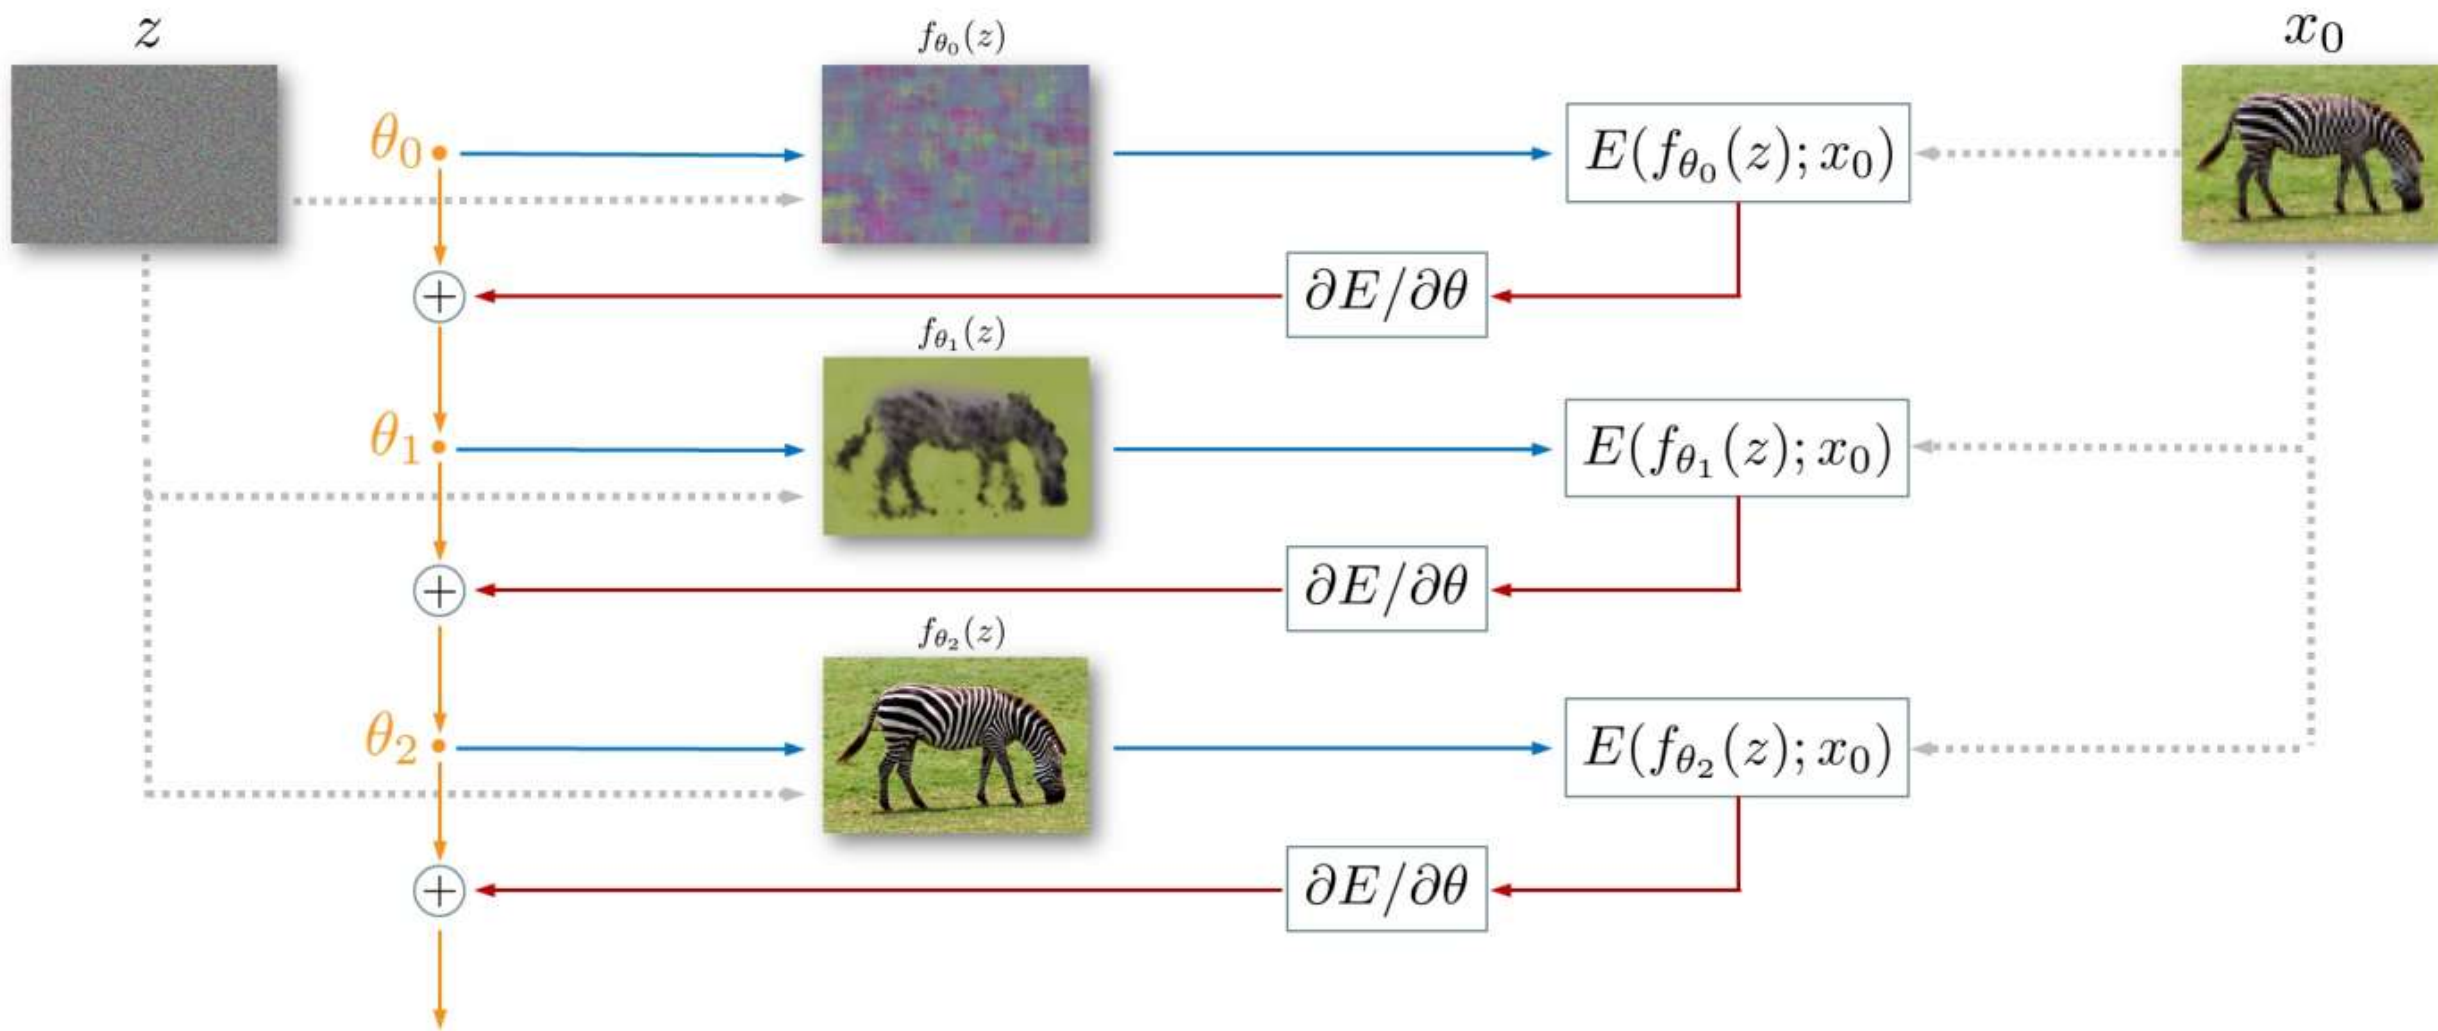 z
f_{θ_0}(z)
x_0
θ_0
E(f_{θ_0}(z); x_0)
+
∂E/∂θ
f_{θ_1}(z)
θ_1
E(f_{θ_1}(z); x_0)
+
∂E/∂θ
f_{θ_2}(z)
θ_2
E(f_{θ_2}(z); x_0)
+
∂E/∂θ